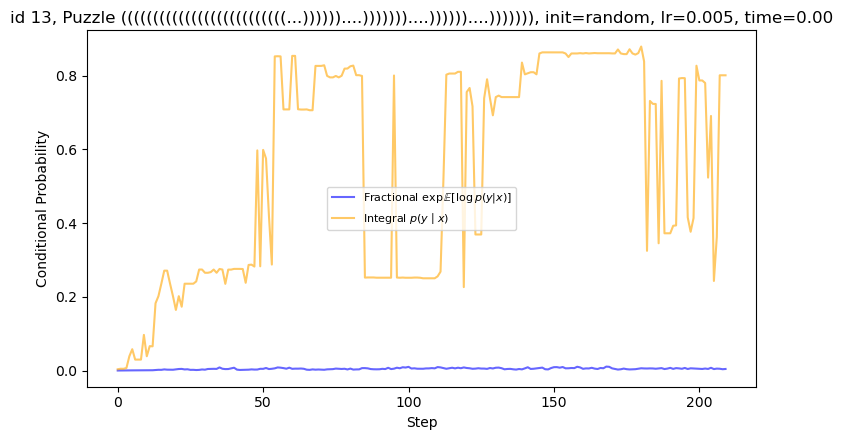 id 13, Puzzle ((((((((((((((((((((((((((...))))))....)))))))....))))))....))))))), init=random, lr=0.005, time=0.00
Conditional Probability
0.8
0.6
0.4
0.2
0.0
Fractional exp𝔼[log p(y|x)]
Integral p(y | x)
0 50 100 150 200
Step